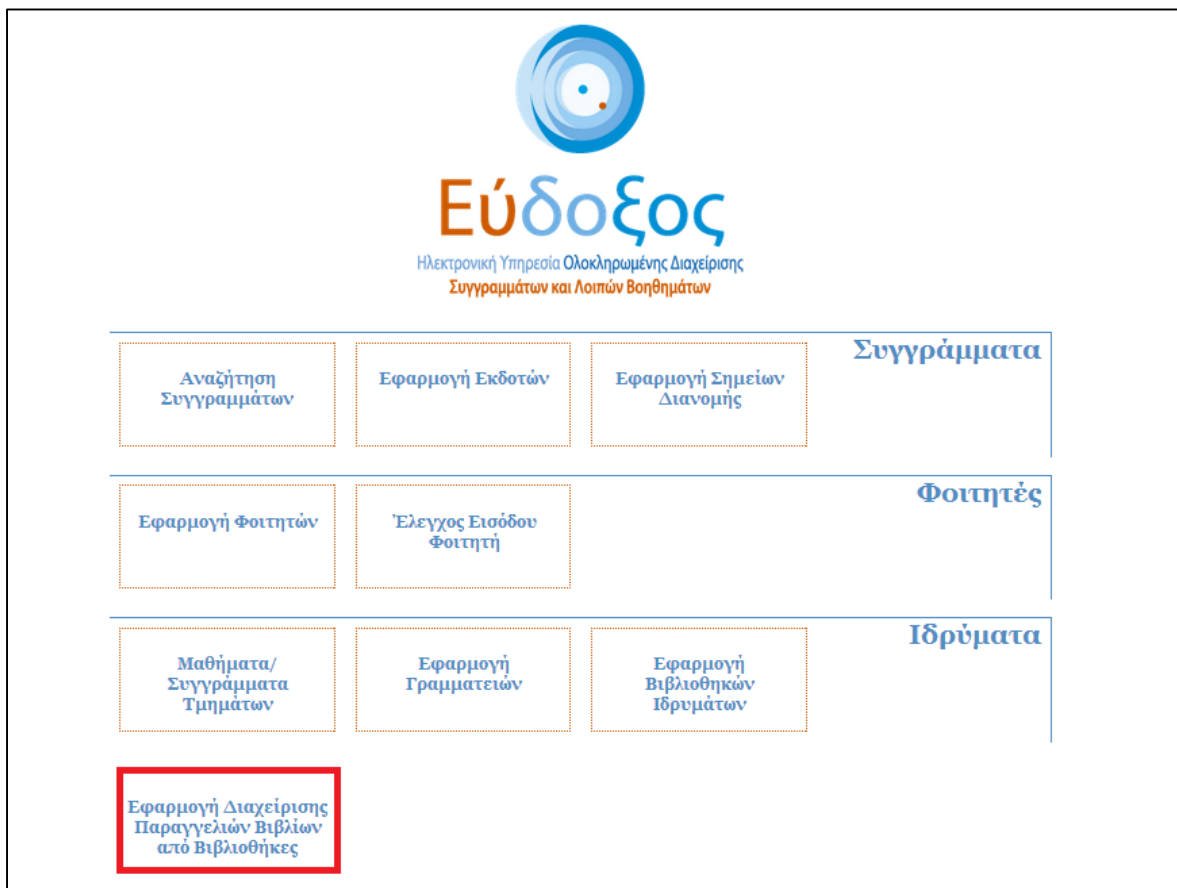 Εύδοξος
Ηλεκτρονική Υπηρεσία Ολοκληρωμένης Διαχείρισης
Συγγραμμάτων και Λοιπών Βοηθημάτων
Συγγράμματα
Αναζήτηση
Συγγραμμάτων
Εφαρμογή Εκδοτών
Εφαρμογή Σημείων
Διανομής
Φοιτητές
Εφαρμογή Φοιτητών
Έλεγχος Εισόδου
Φοιτητή
Ιδρύματα
Μαθήματα/
Συγγράμματα
Τμημάτων
Εφαρμογή
Γραμματειών
Εφαρμογή
Βιβλιοθηκών
Ιδρυμάτων
Εφαρμογή Διαχείρισης
Παραγγελιών Βιβλίων
από Βιβλιοθήκες